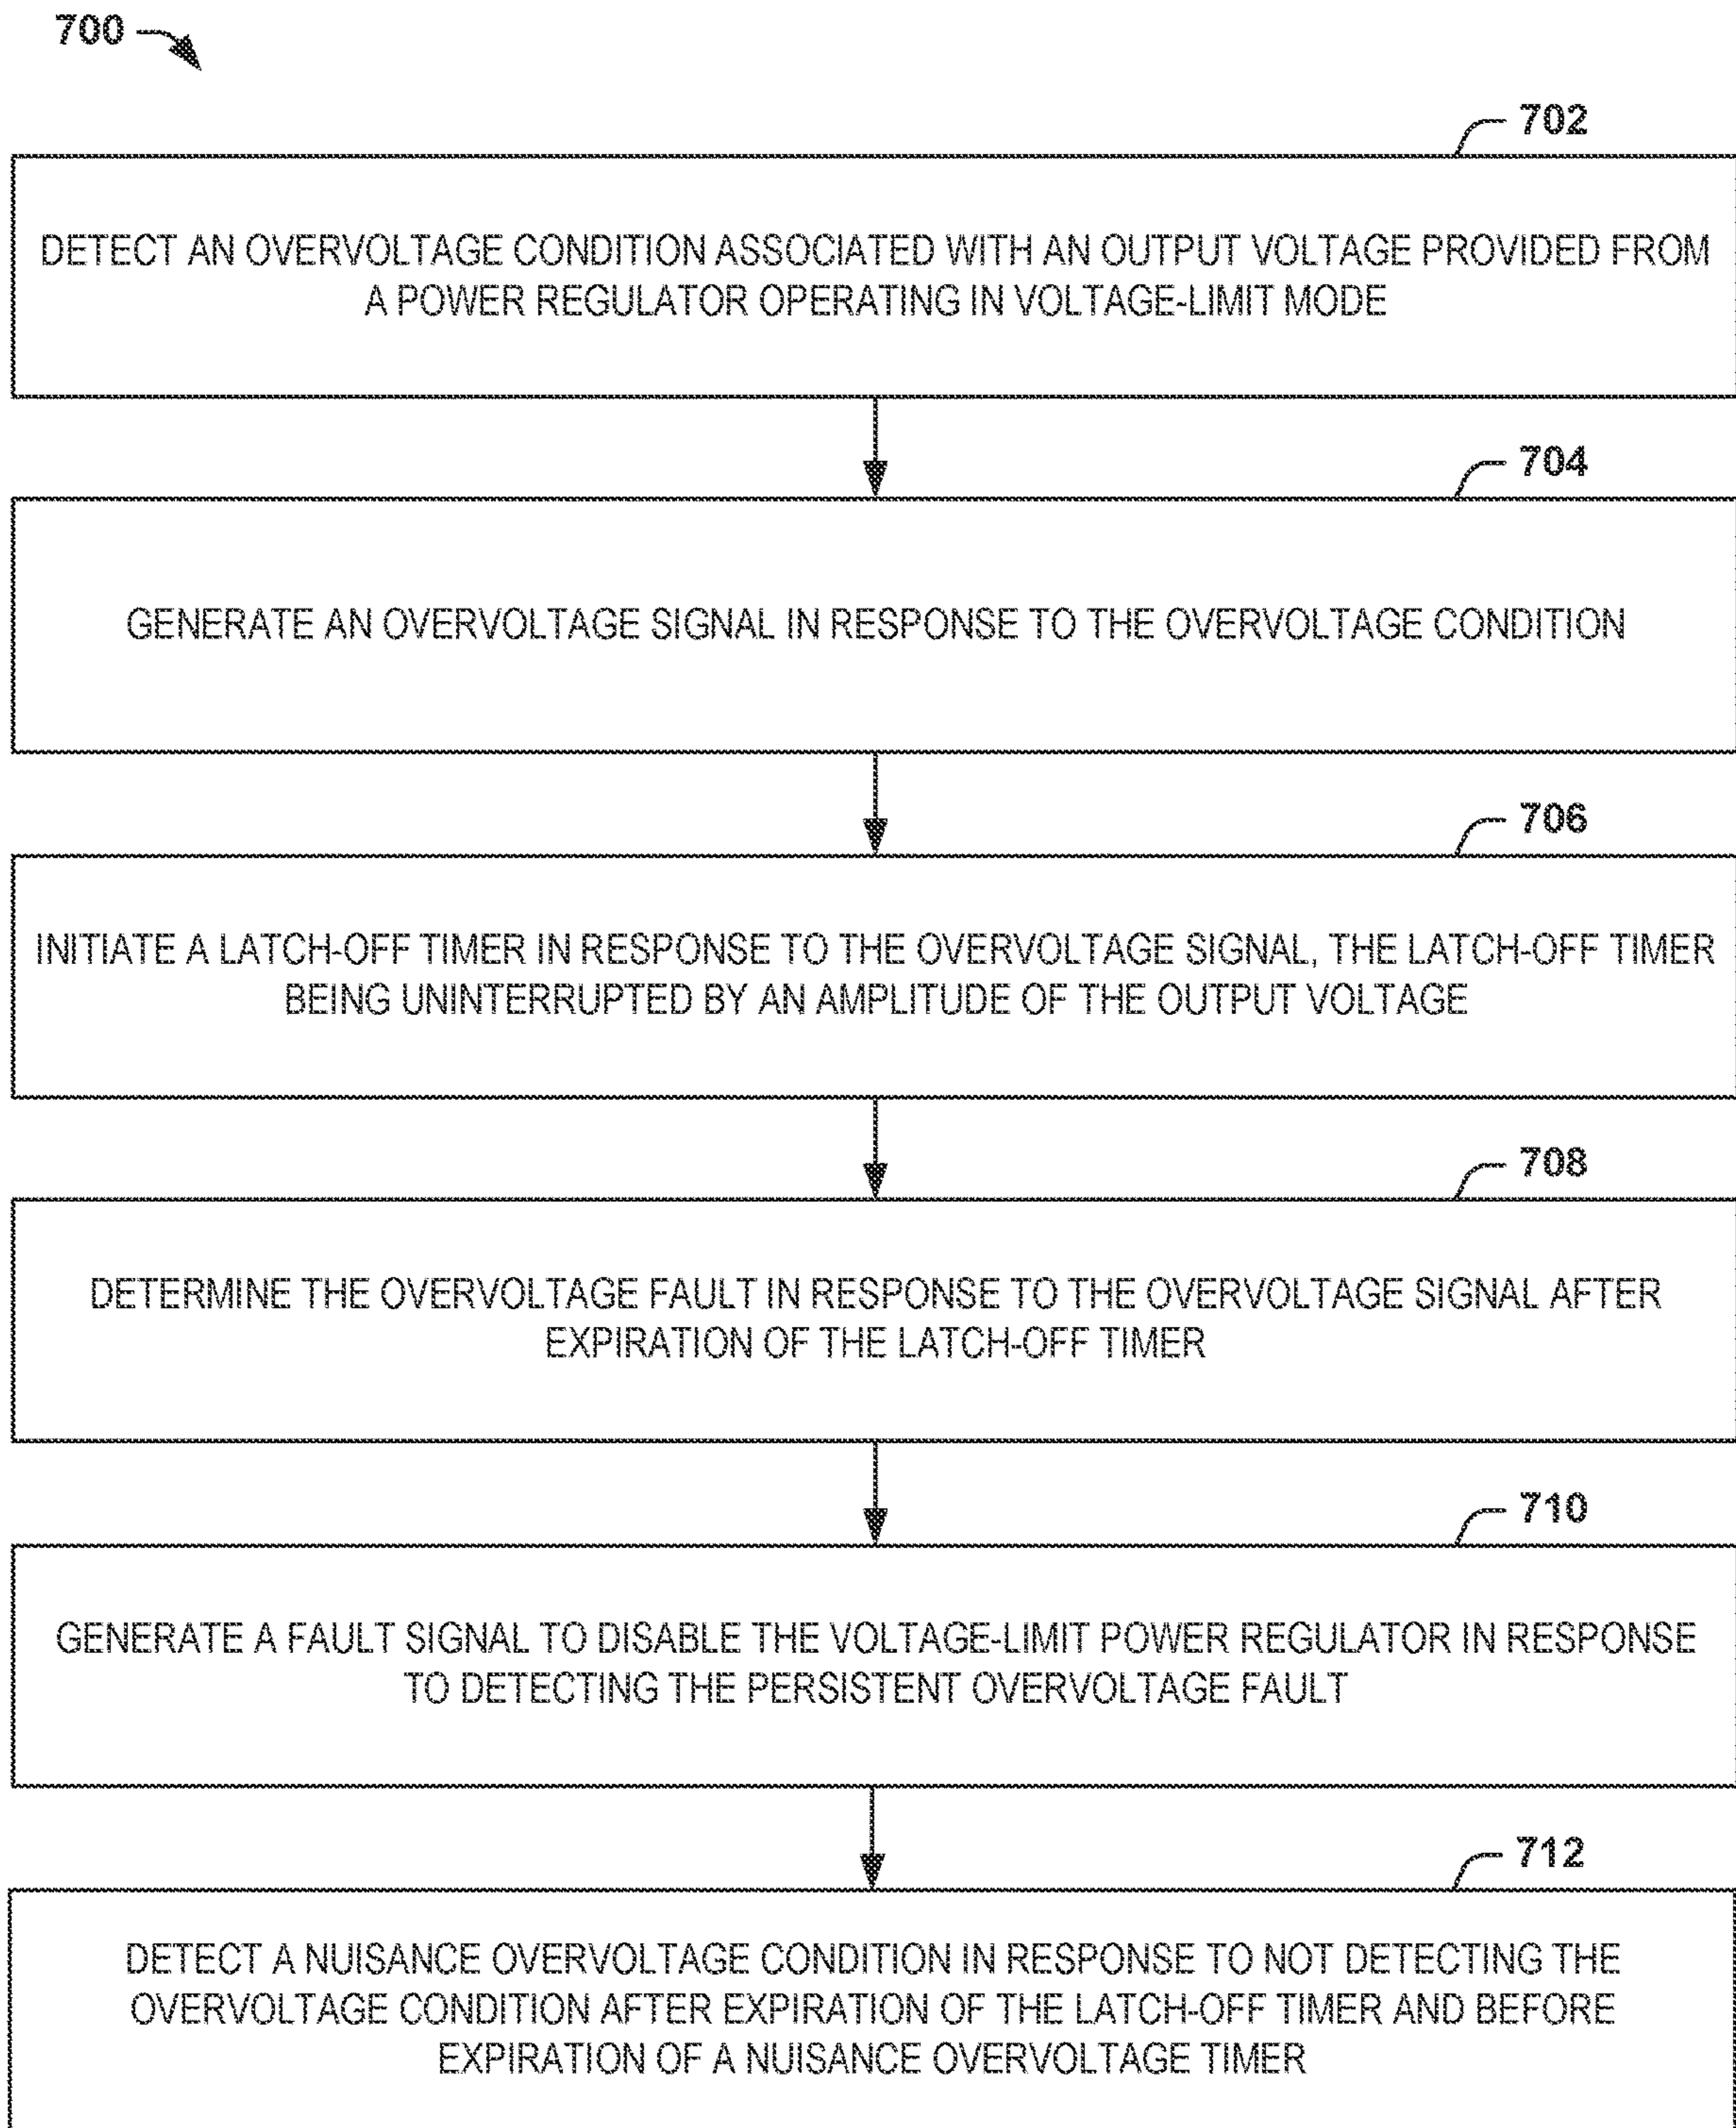 700
702
DETECT AN OVERVOLTAGE CONDITION ASSOCIATED WITH AN OUTPUT VOLTAGE PROVIDED FROM
A POWER REGULATOR OPERATING IN VOLTAGE-LIMIT MODE
704
GENERATE AN OVERVOLTAGE SIGNAL IN RESPONSE TO THE OVERVOLTAGE CONDITION
706
INITIATE A LATCH-OFF TIMER IN RESPONSE TO THE OVERVOLTAGE SIGNAL, THE LATCH-OFF TIMER
BEING UNINTERRUPTED BY AN AMPLITUDE OF THE OUTPUT VOLTAGE
708
DETERMINE THE OVERVOLTAGE FAULT IN RESPONSE TO THE OVERVOLTAGE SIGNAL AFTER
EXPIRATION OF THE LATCH-OFF TIMER
710
GENERATE A FAULT SIGNAL TO DISABLE THE VOLTAGE-LIMIT POWER REGULATOR IN RESPONSE
TO DETECTING THE PERSISTENT OVERVOLTAGE FAULT
712
DETECT A NUISANCE OVERVOLTAGE CONDITION IN RESPONSE TO NOT DETECTING THE
OVERVOLTAGE CONDITION AFTER EXPIRATION OF THE LATCH-OFF TIMER AND BEFORE
EXPIRATION OF A NUISANCE OVERVOLTAGE TIMER